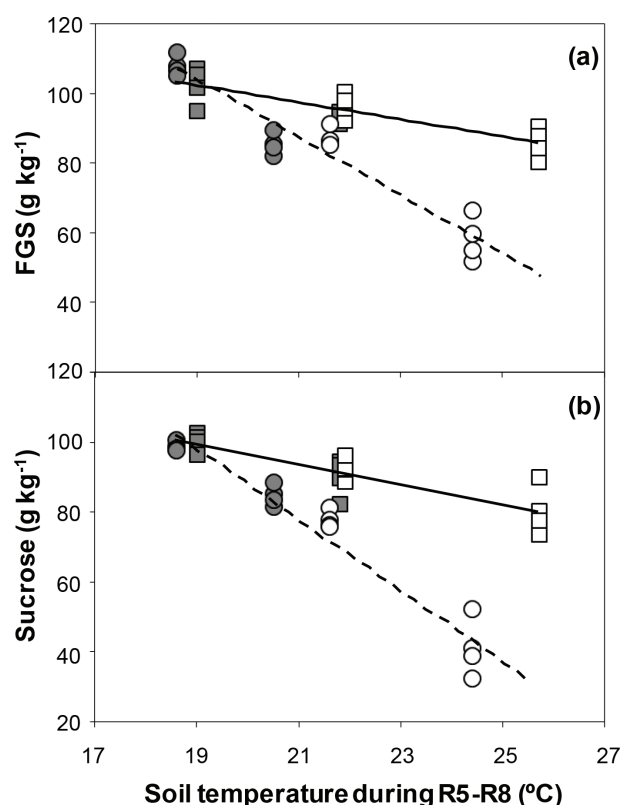 120
(a)
100
80
60
40
FGS (g kg-1)
120
(b)
100
80
60
40
20
Sucrose (g kg-1)
17 19 21 23 25 27
Soil temperature during R5-R8 (ºC)